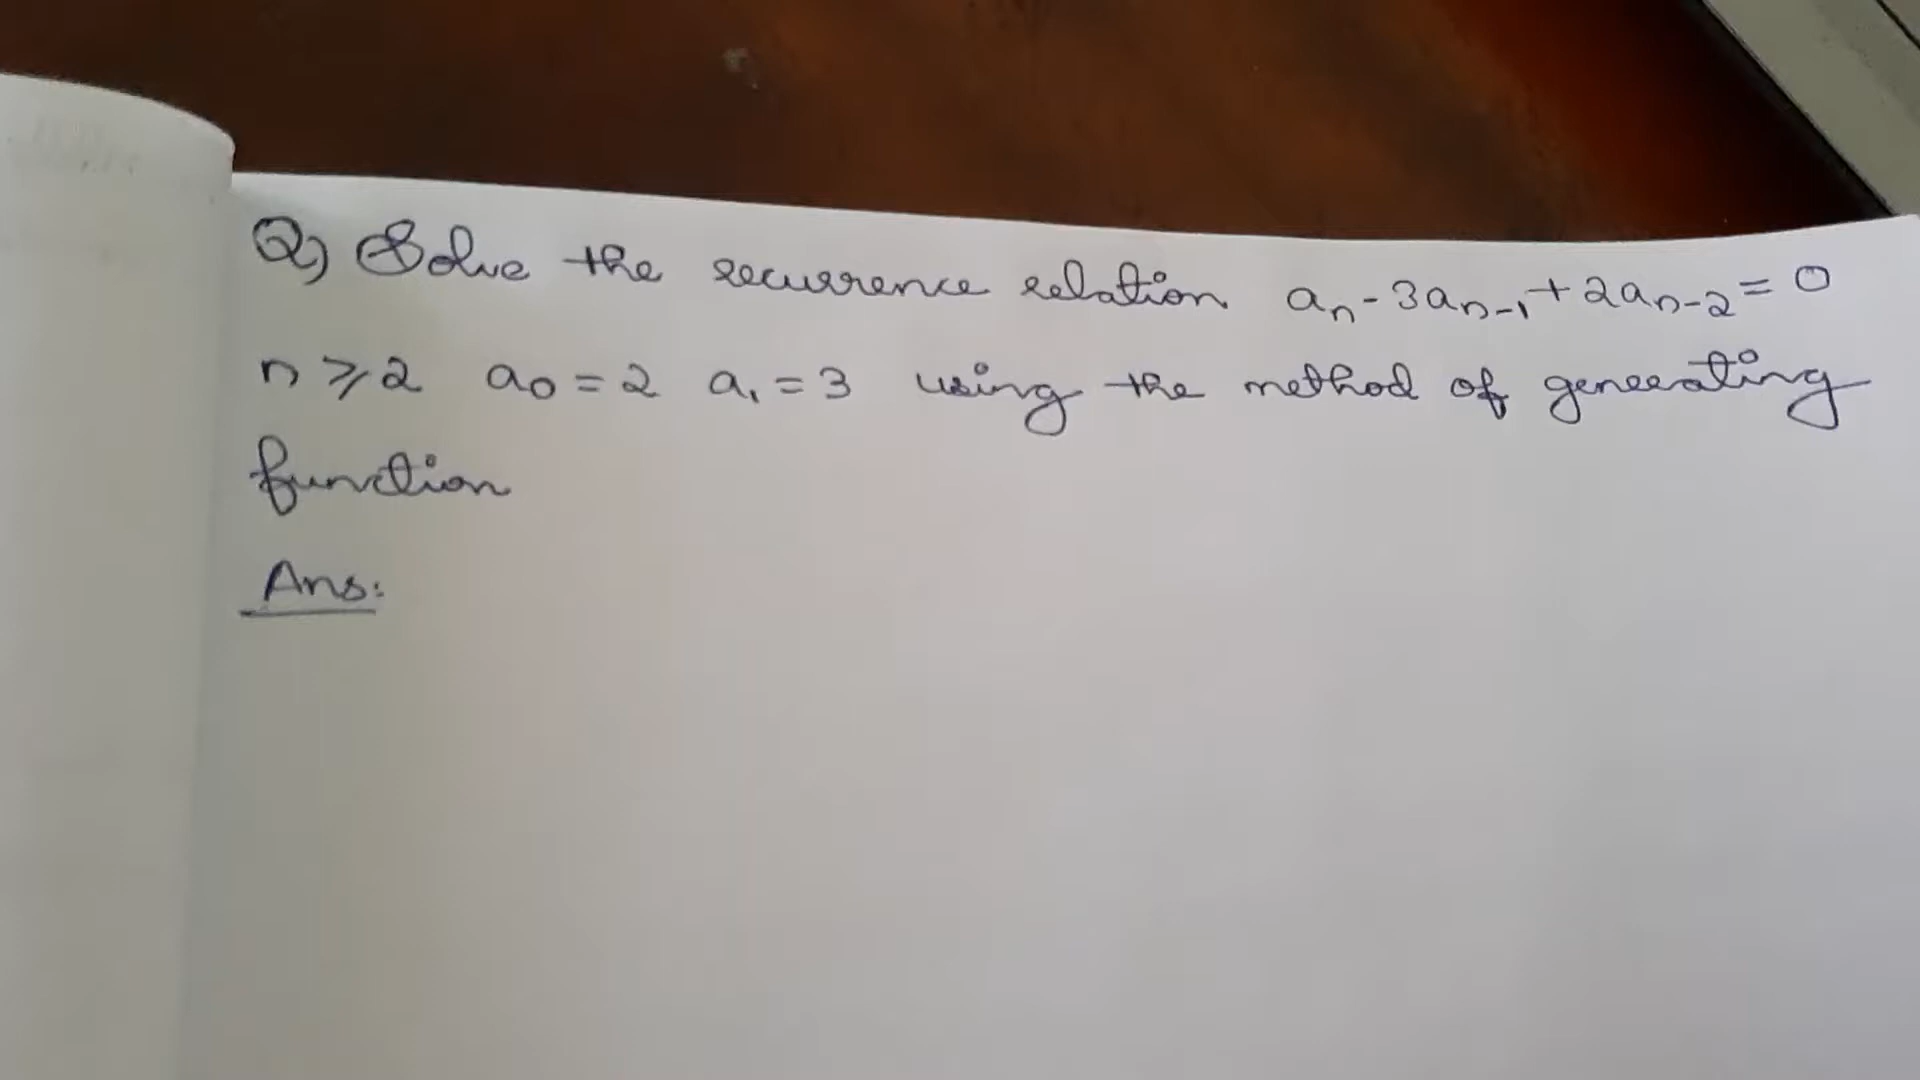 Q) Solve the recurrence relation aₙ - 3aₙ₋₁ + 2aₙ₋₂ = 0
n ⩾ 2 a₀ = 2 a₁ = 3 using the method of generating
function
Ans: